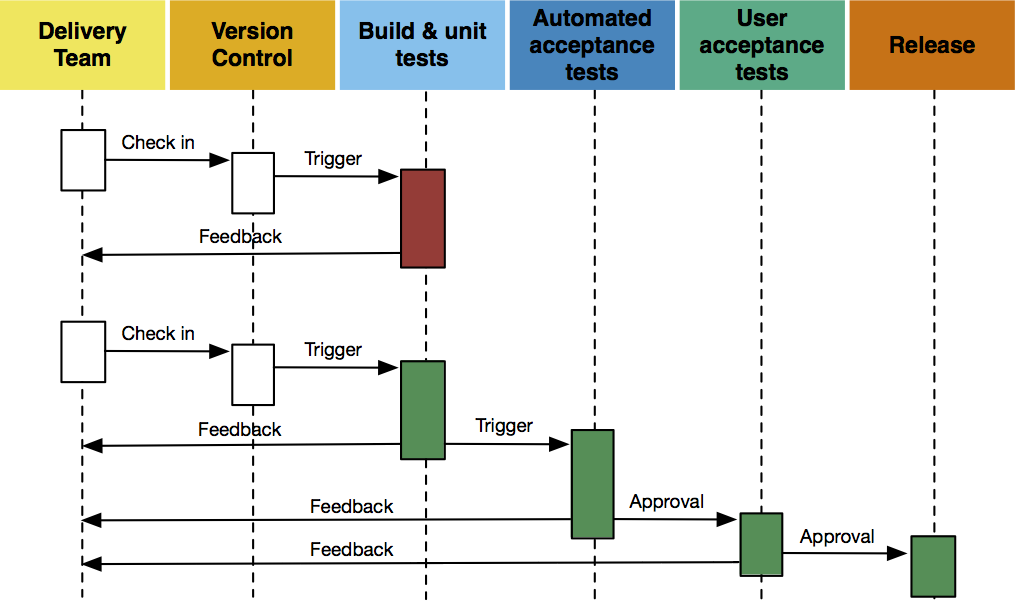 Delivery
Team
Version
Control
Build & unit
tests
Automated
acceptance
tests
User
acceptance
tests
Release
Check in
Trigger
Feedback
Check in
Trigger
Feedback
Trigger
Feedback
Approval
Feedback
Approval